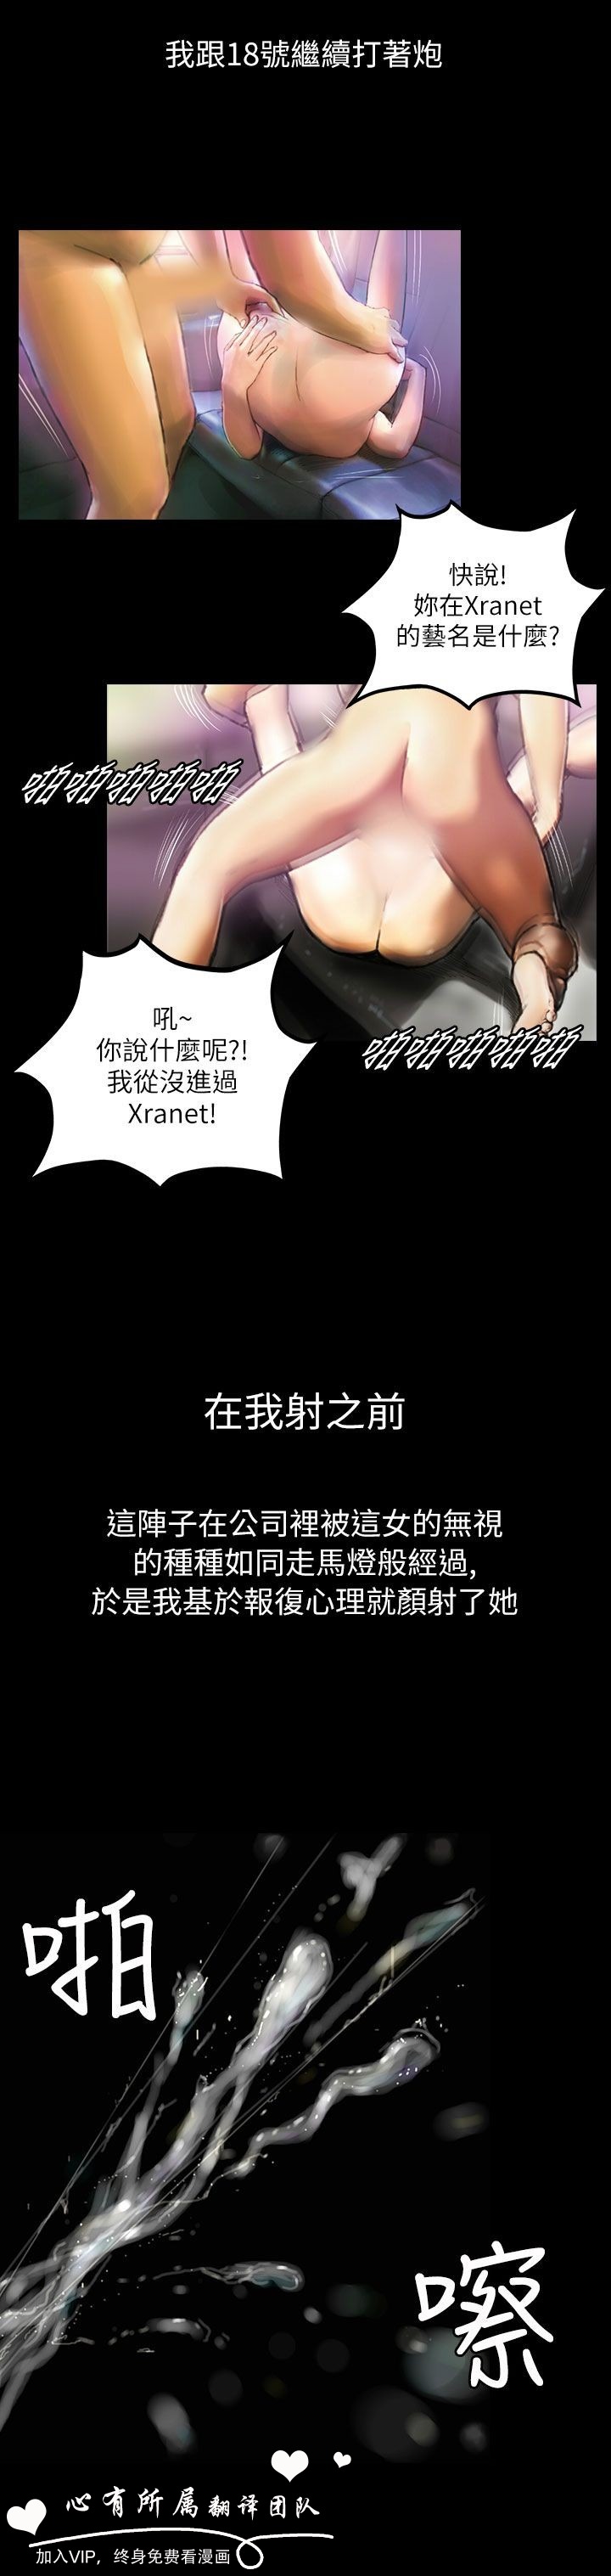 我跟18號繼續打著炮
快說!
妳在Xranet
的藝名是什麼?
啪啪啪啪啪
吼~
你說什麼呢?!
我從沒進過
Xranet!
啪啪啪啪啪
在我射之前
這陣子在公司裡被這女的無視
的種種如同走馬燈般經過,
於是我基於報復心理就顏射了她
啪
嚓
心有所属翻译团队
加入VIP，终身免费看漫画